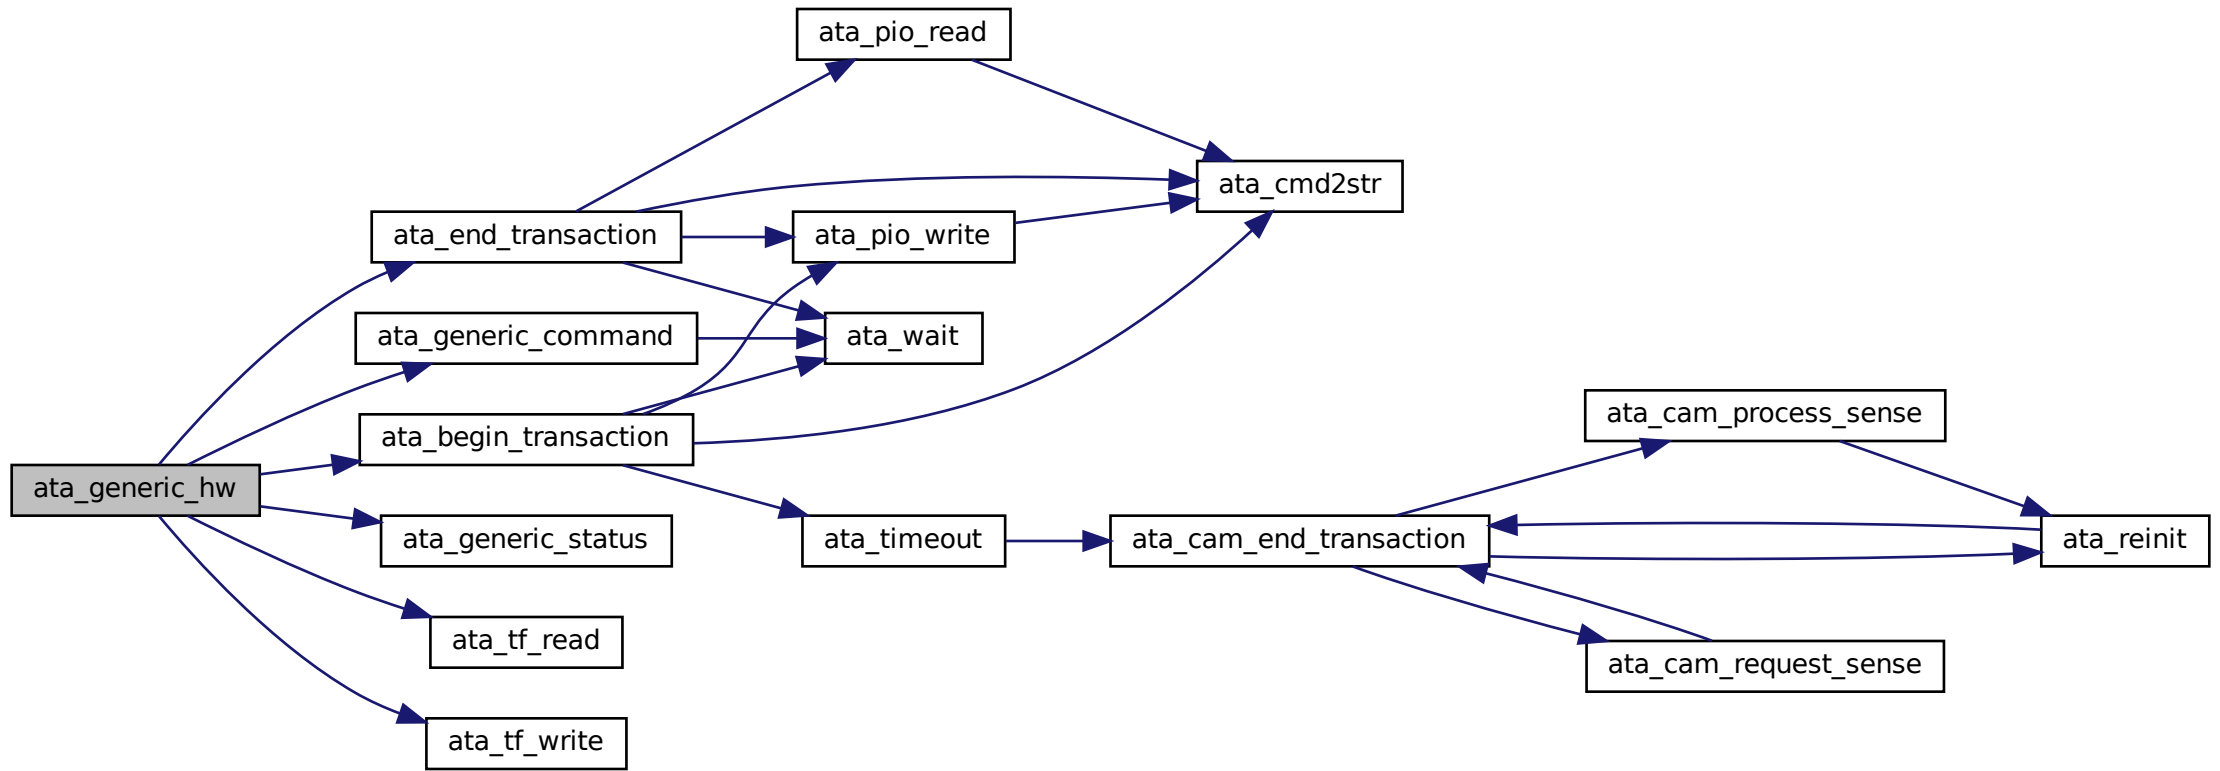 ata_generic_hw
ata_end_transaction
ata_generic_command
ata_begin_transaction
ata_generic_status
ata_tf_read
ata_tf_write
ata_pio_read
ata_pio_write
ata_wait
ata_timeout
ata_cmd2str
ata_cam_end_transaction
ata_cam_process_sense
ata_cam_request_sense
ata_reinit